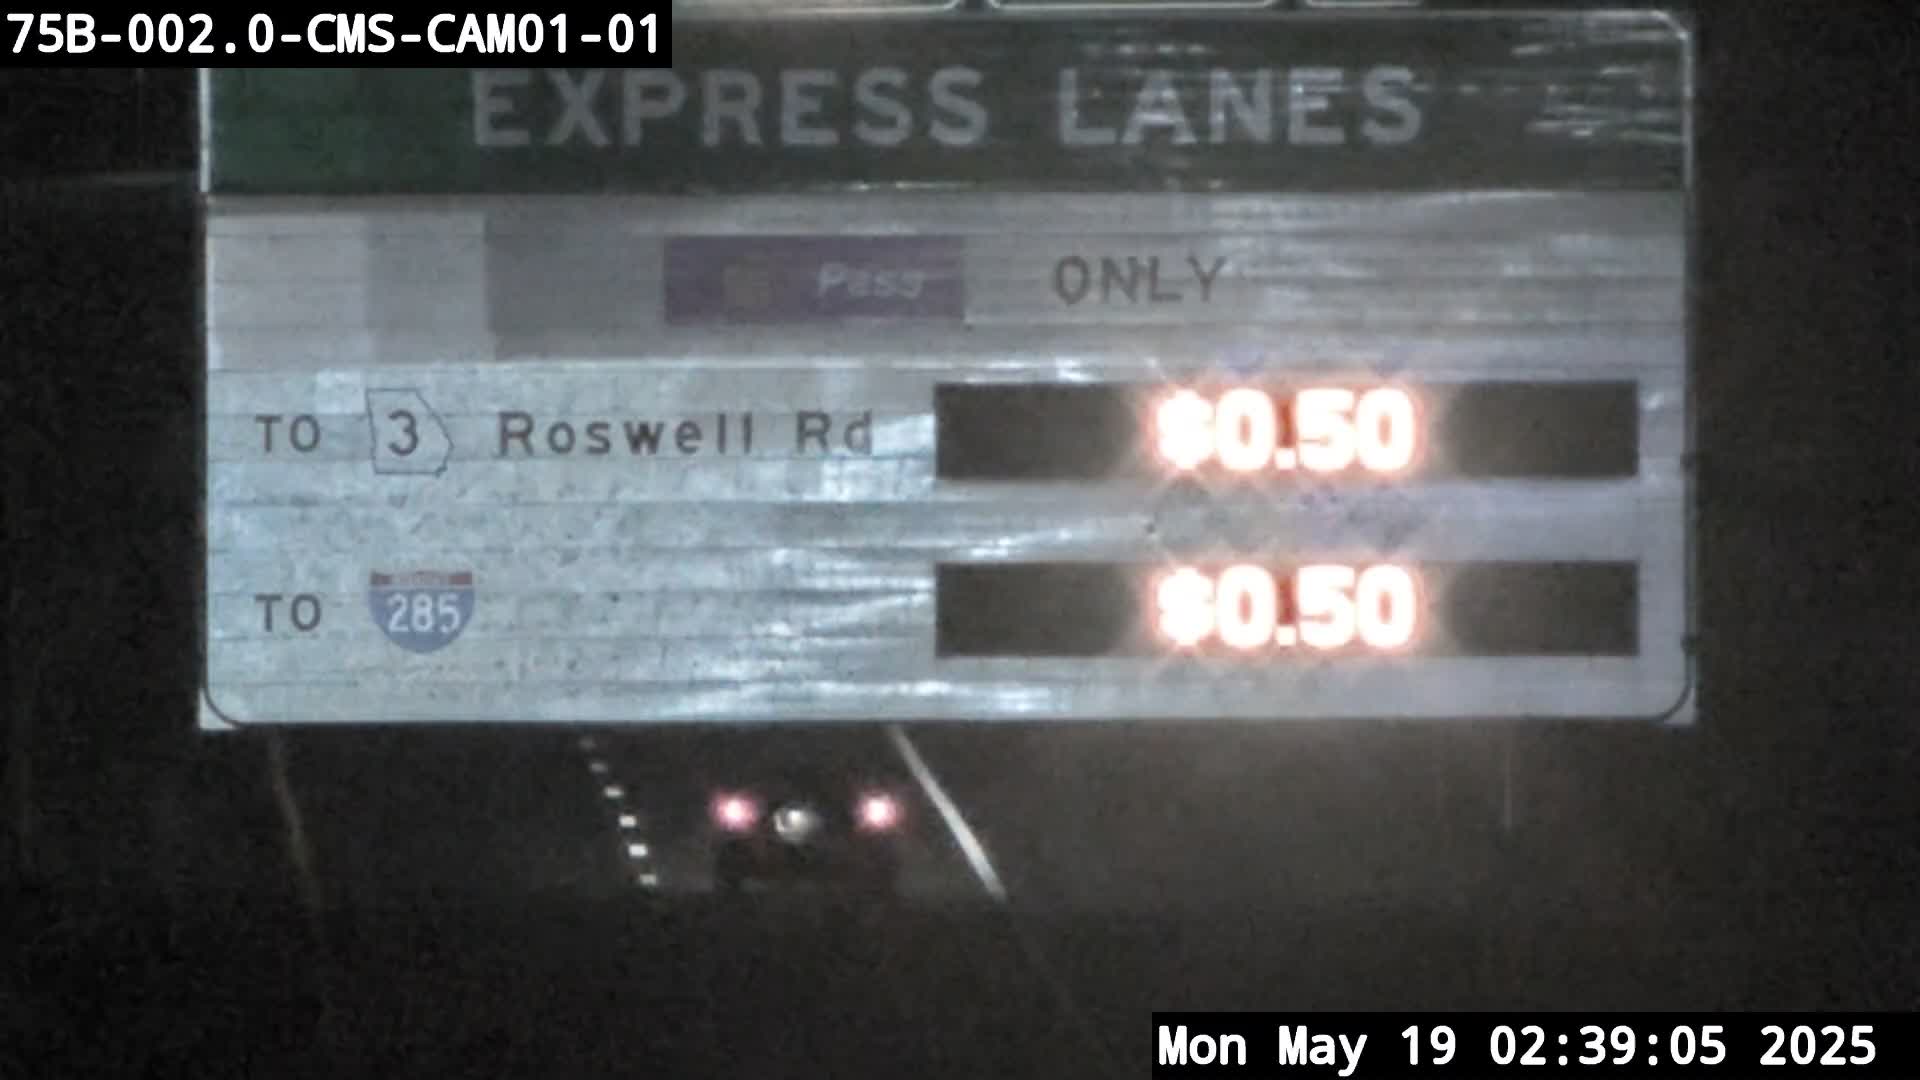 75B-002.0-CMS-CAM01-01
EXPRESS LANES
Pass ONLY
TO 3 Roswell Rd $0.50
TO 285 $0.50
Mon May 19 02:39:05 2025